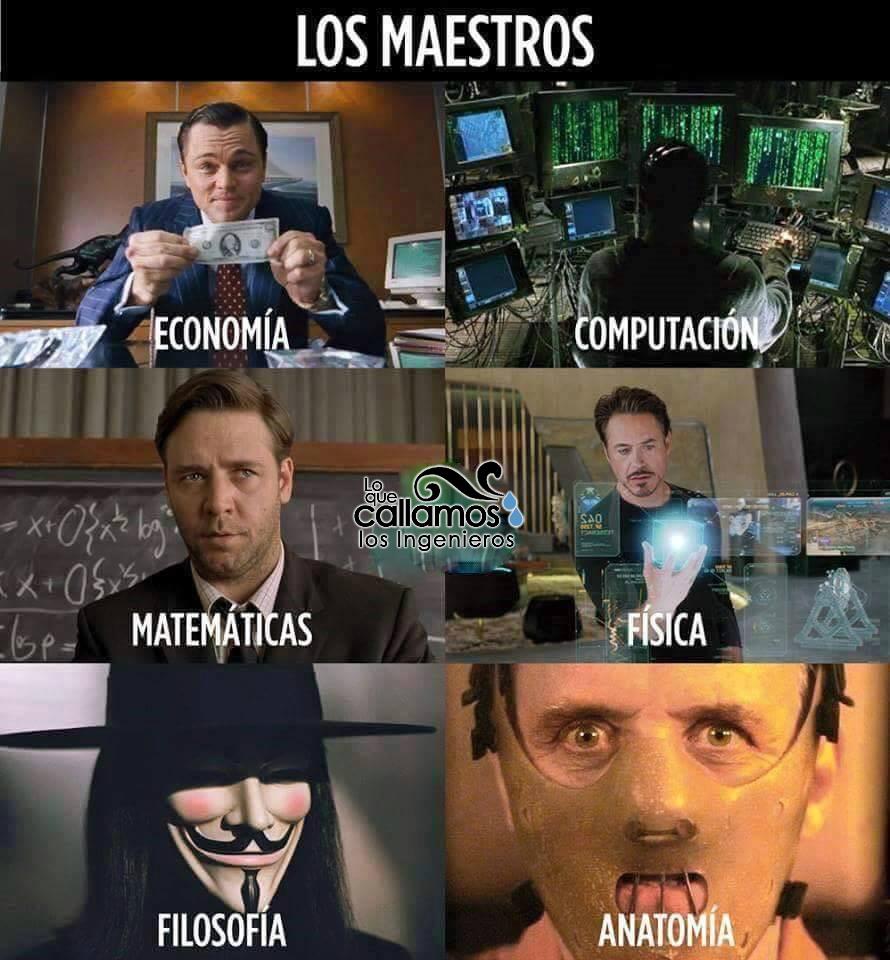 LOS MAESTROS
ECONOMÍA
COMPUTACIÓN
Lo
que
callamos
los Ingenieros
MATEMÁTICAS
FÍSICA
FILOSOFÍA
ANATOMÍA